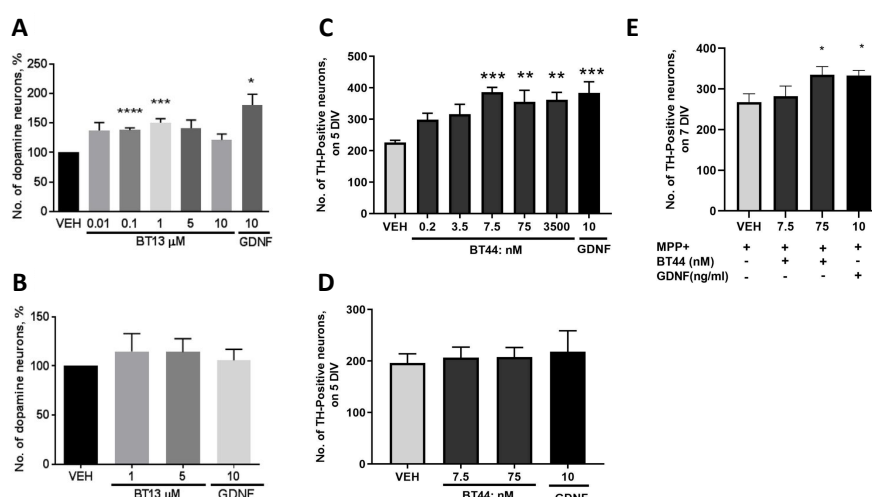 A
No. of dopamine neurons, %
250
200
150
100
50
0
****
***
*
VEH 0.01 0.1 1 5 10 10
BT13 µM GDNF
B
No. of dopamine neurons, %
150
100
50
0
VEH 1 5 10
BT13 µM GDNF
C
No. of TH-Positive neurons,
on 5 DIV
500
400
300
200
100
0
*** ** ** ***
VEH 0.2 3.5 7.5 75 3500 10
BT44: nM GDNF
D
No. of TH-Positive neurons,
on 5 DIV
300
200
100
0
VEH 7.5 75 10
BT44: nM GDNF
E
No. of TH-Positive neurons,
on 7 DIV
400
300
200
100
0
* *
VEH 7.5 75 10
MPP+ + + + +
BT44 (nM) - + + -
GDNF(ng/ml) - - - +